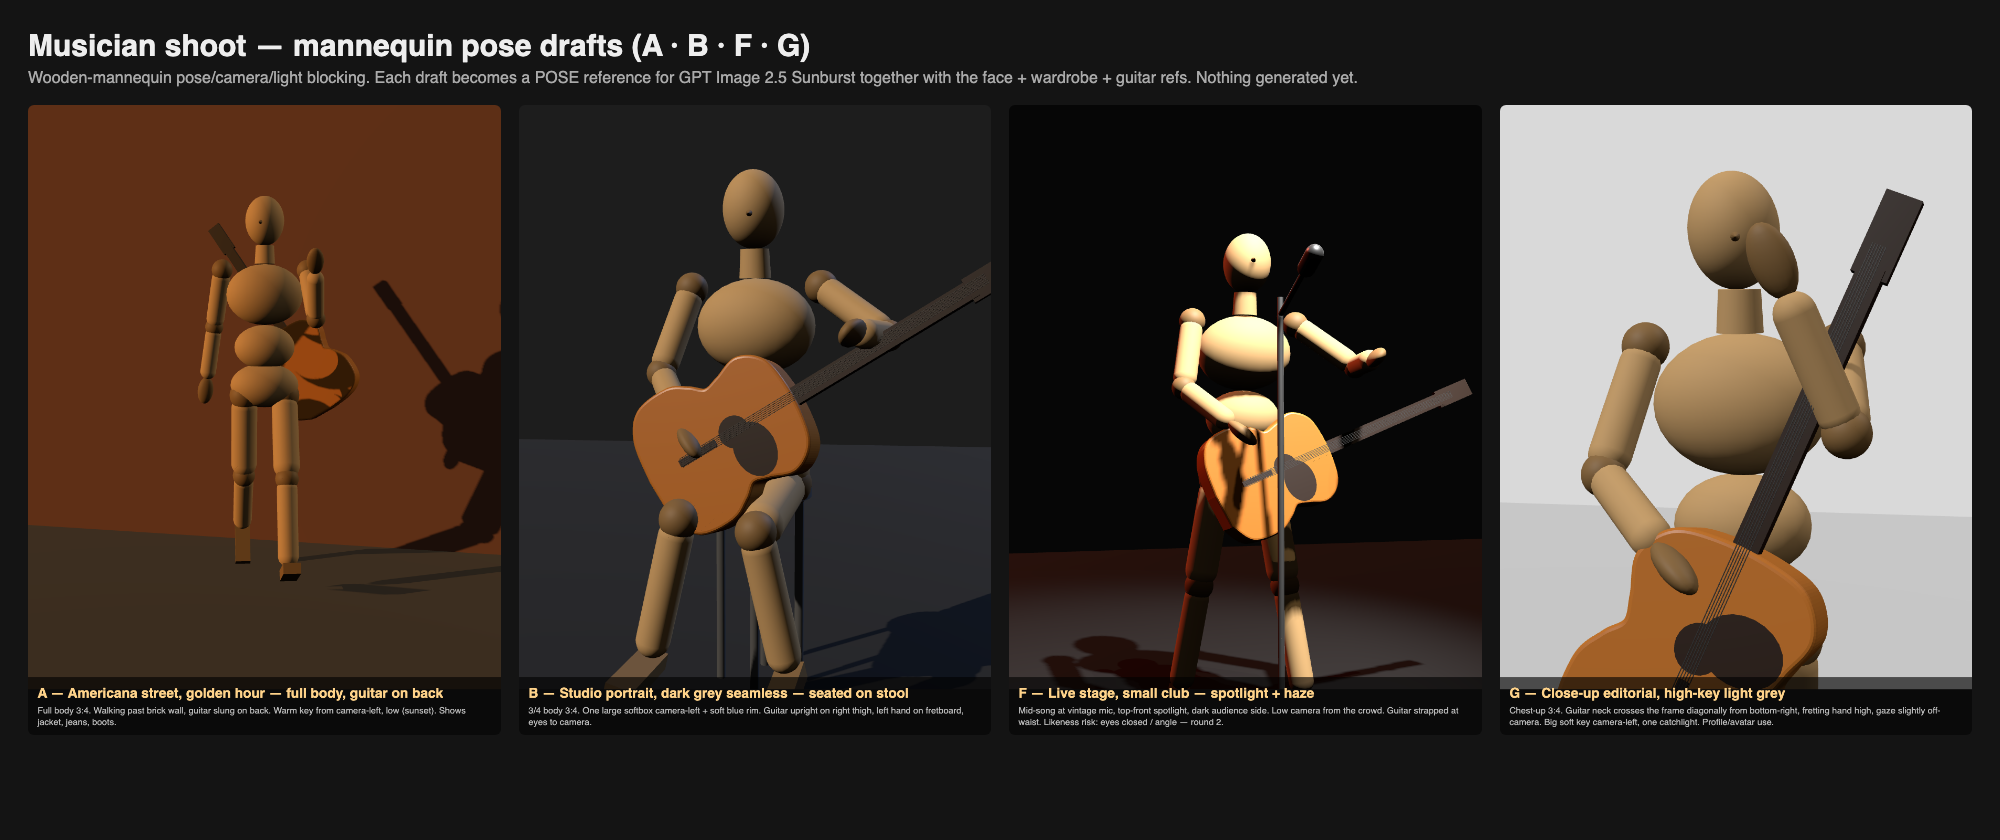 Musician shoot — mannequin pose drafts (A · B · F · G)
Wooden-mannequin pose/camera/light blocking. Each draft becomes a POSE reference for GPT Image 2.5 Sunburst together with the face + wardrobe + guitar refs. Nothing generated yet.
A — Americana street, golden hour — full body, guitar on back
Full body 3:4. Walking past brick wall, guitar slung on back. Warm key from camera-left, low (sunset). Shows
jacket, jeans, boots.
B — Studio portrait, dark grey seamless — seated on stool
3/4 body 3:4. One large softbox camera-left + soft blue rim. Guitar upright on right thigh, left hand on fretboard,
eyes to camera.
F — Live stage, small club — spotlight + haze
Mid-song at vintage mic, top-front spotlight, dark audience side. Low camera from the crowd. Guitar strapped at
waist. Likeness risk: eyes closed / angle — round 2.
G — Close-up editorial, high-key light grey
Chest-up 3:4. Guitar neck crosses the frame diagonally from bottom-right, fretting hand high, gaze slightly off-
camera. Big soft key camera-left, one catchlight. Profile/avatar use.